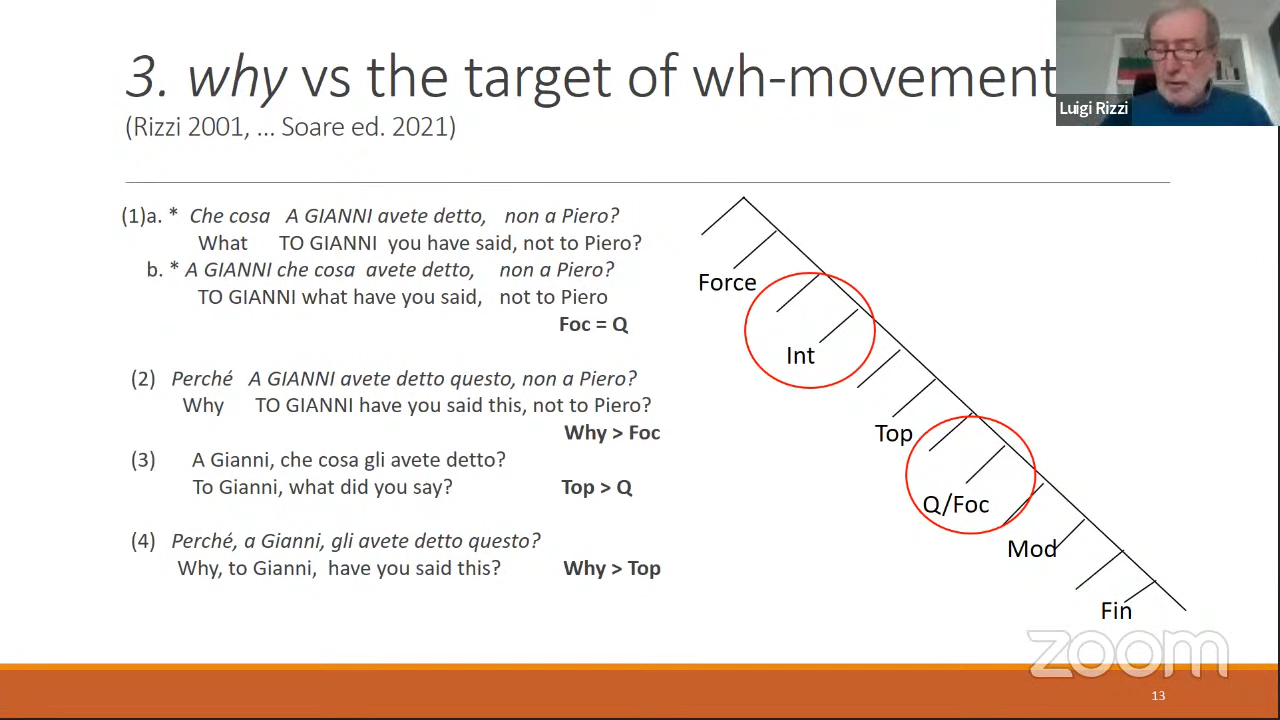 3. why vs the target of wh-movement
(Rizzi 2001, ... Soare ed. 2021)
Luigi Rizzi
(1)a. * Che cosa A GIANNI avete detto, non a Piero?
What TO GIANNI you have said, not to Piero?
b. * A GIANNI che cosa avete detto, non a Piero?
TO GIANNI what have you said, not to Piero
Foc = Q
(2) Perché A GIANNI avete detto questo, non a Piero?
Why TO GIANNI have you said this, not to Piero?
Why > Foc
(3) A Gianni, che cosa gli avete detto?
To Gianni, what did you say? Top > Q
(4) Perché, a Gianni, gli avete detto questo?
Why, to Gianni, have you said this? Why > Top
Force
Int
Top
Q/Foc
Mod
Fin
zoom
13